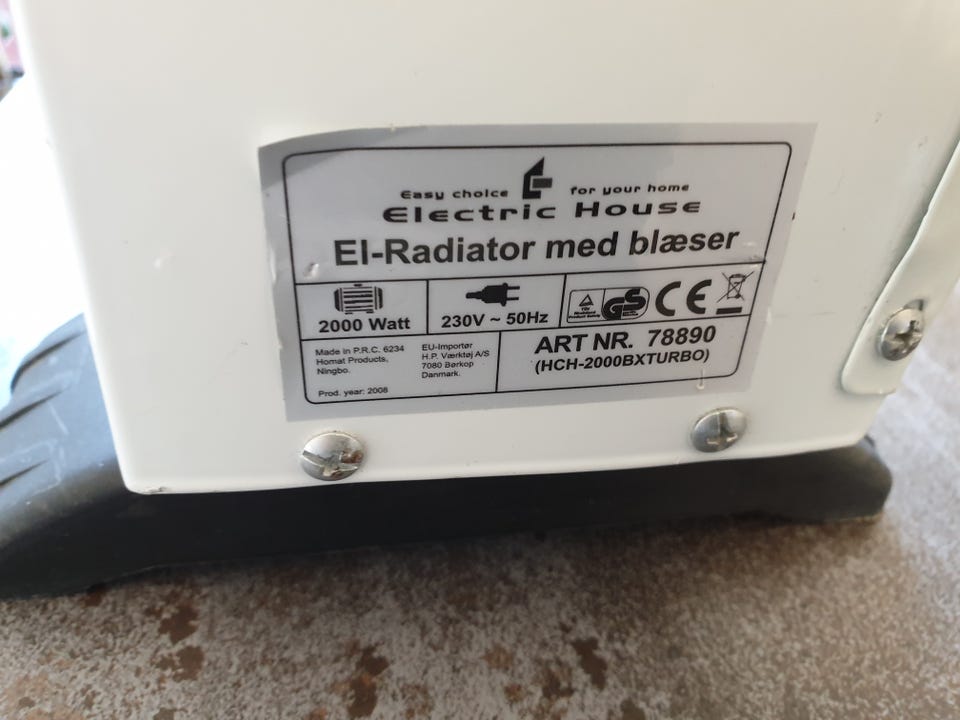 Easy choice for your home
Electric House
El-Radiator med blæser
2000 Watt
230V ~ 50Hz
GS CE
Made in P.R.C. 6234
Homat Products,
Ningbo.
Prod. year: 2008
EU-Importør
H.P. Værktøj A/S
7080 Børkop
Danmark.
ART NR. 78890
(HCH-2000BXTURBO)